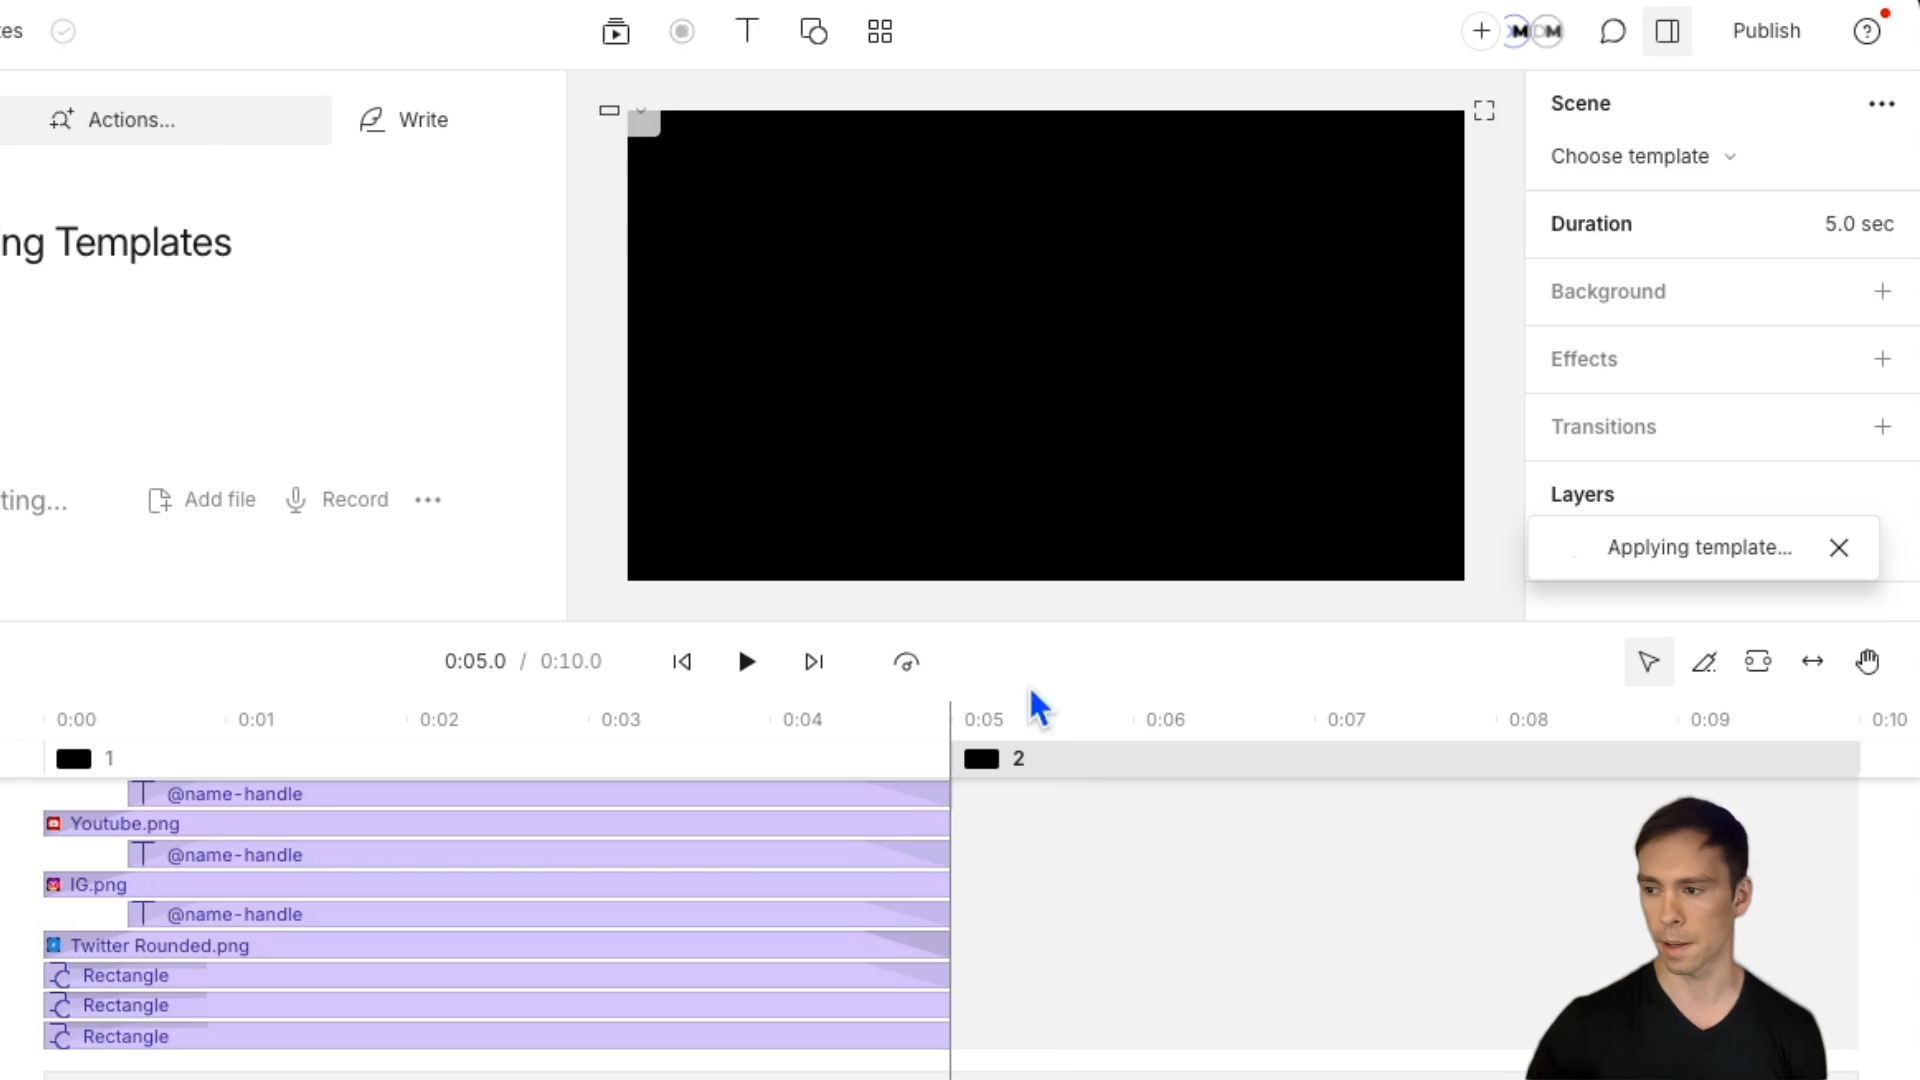 es
Publish
Actions...
Write
Scene
Choose template
ng Templates
Duration 5.0 sec
Background
Effects
Transitions
ting...
Add file
Record
Layers
Applying template...
0:05.0 / 0:10.0
0:00 0:01 0:02 0:03 0:04 0:05 0:06 0:07 0:08 0:09 0:10
1
2
@name-handle
Youtube.png
@name-handle
IG.png
@name-handle
Twitter Rounded.png
Rectangle
Rectangle
Rectangle